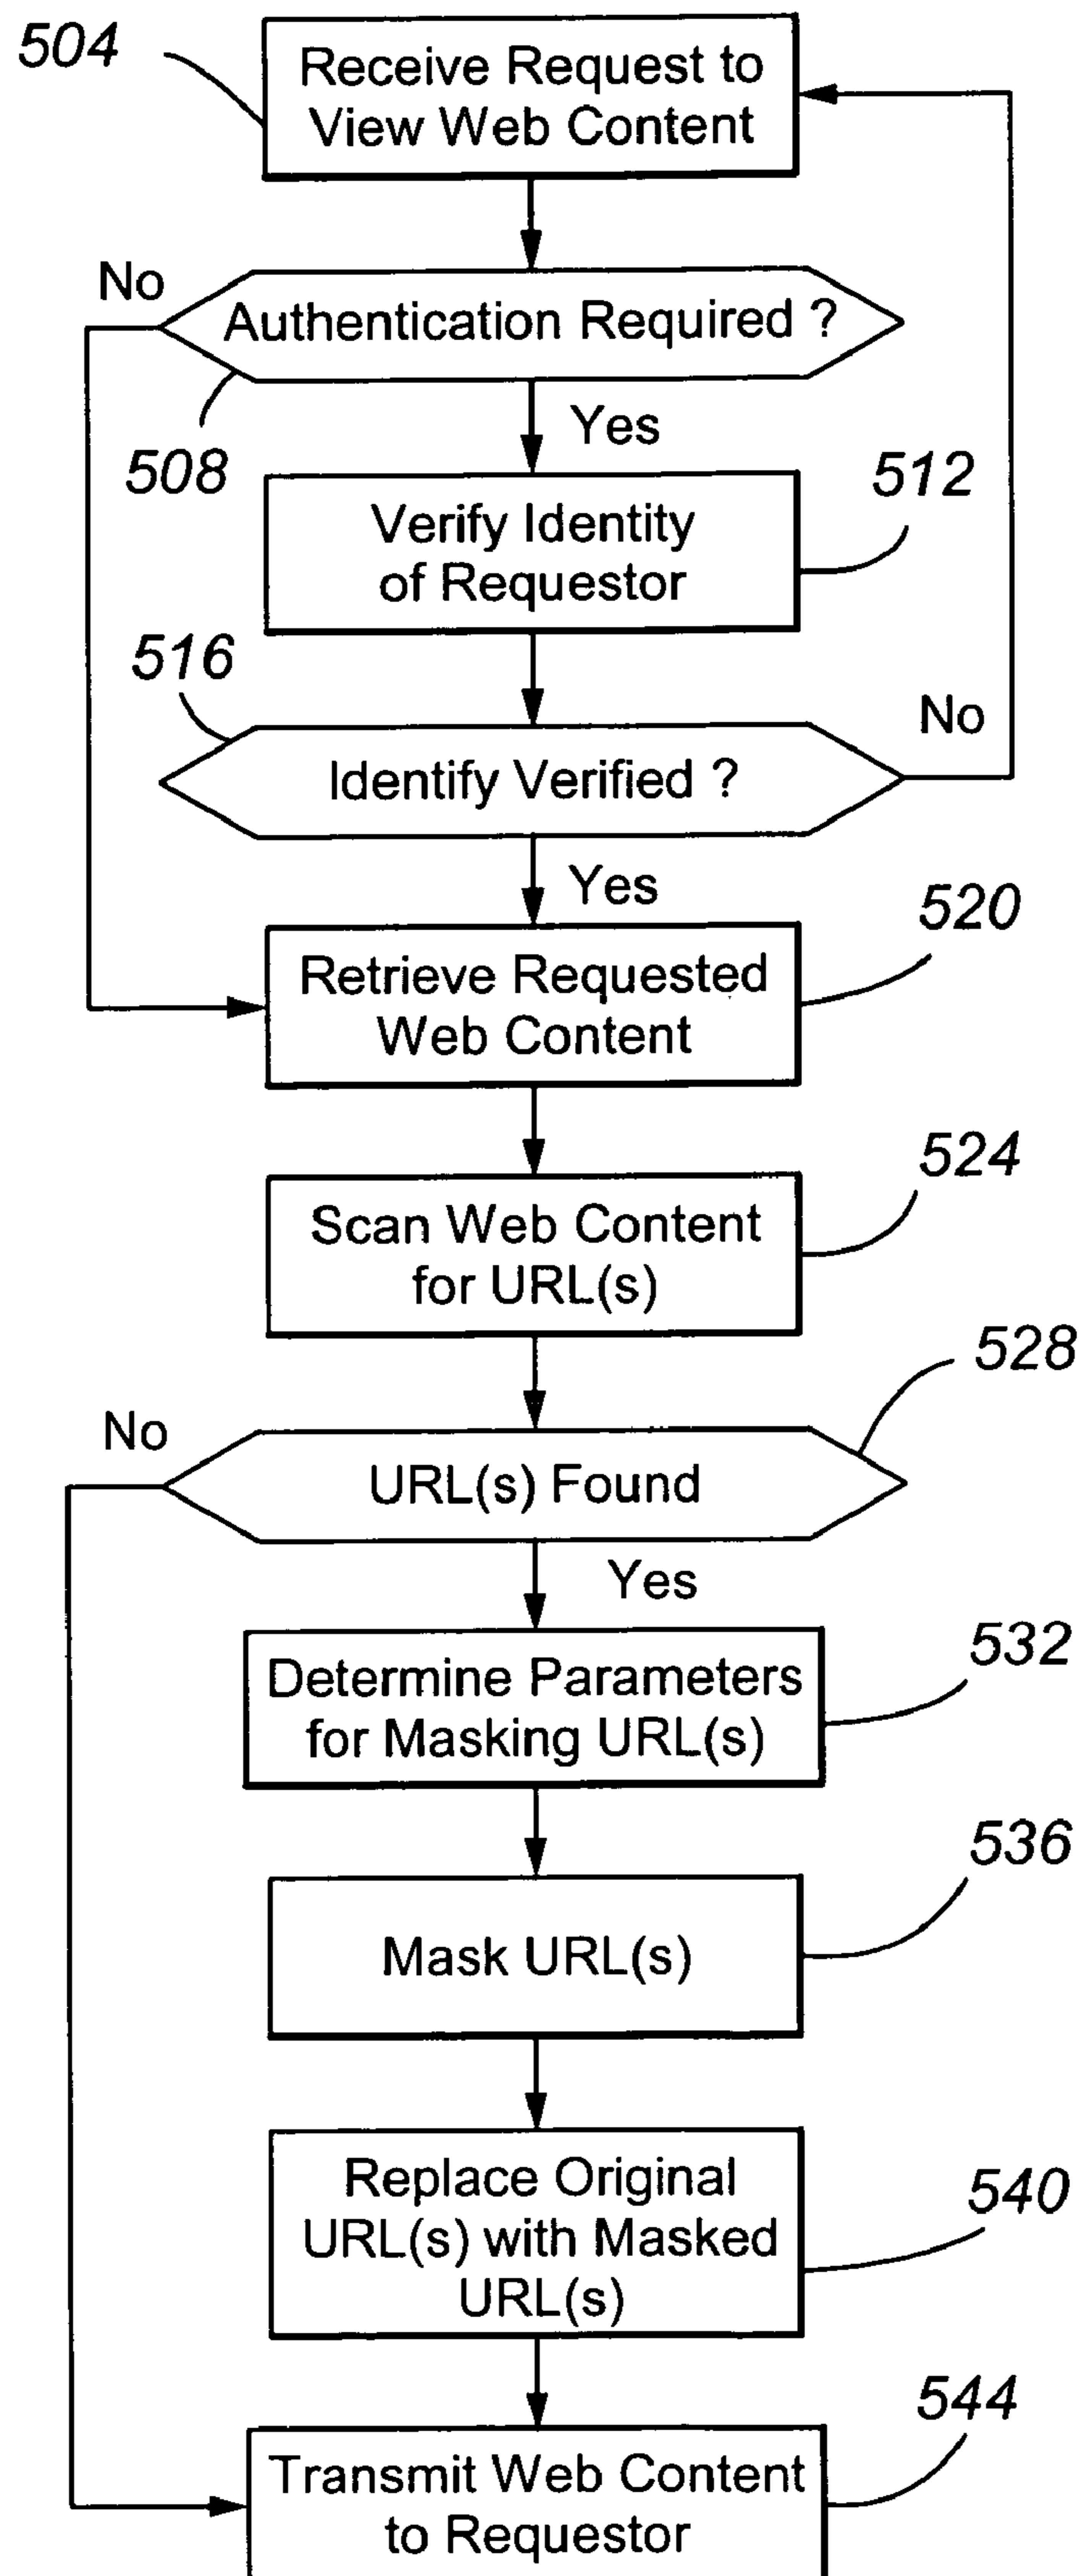 504
Receive Request to
View Web Content
No
Authentication Required ?
508
Yes
512
Verify Identity
of Requestor
516
No
Identify Verified ?
Yes
520
Retrieve Requested
Web Content
524
Scan Web Content
for URL(s)
528
No
URL(s) Found
Yes
532
Determine Parameters
for Masking URL(s)
536
Mask URL(s)
540
Replace Original
URL(s) with Masked
URL(s)
544
Transmit Web Content
to Requestor